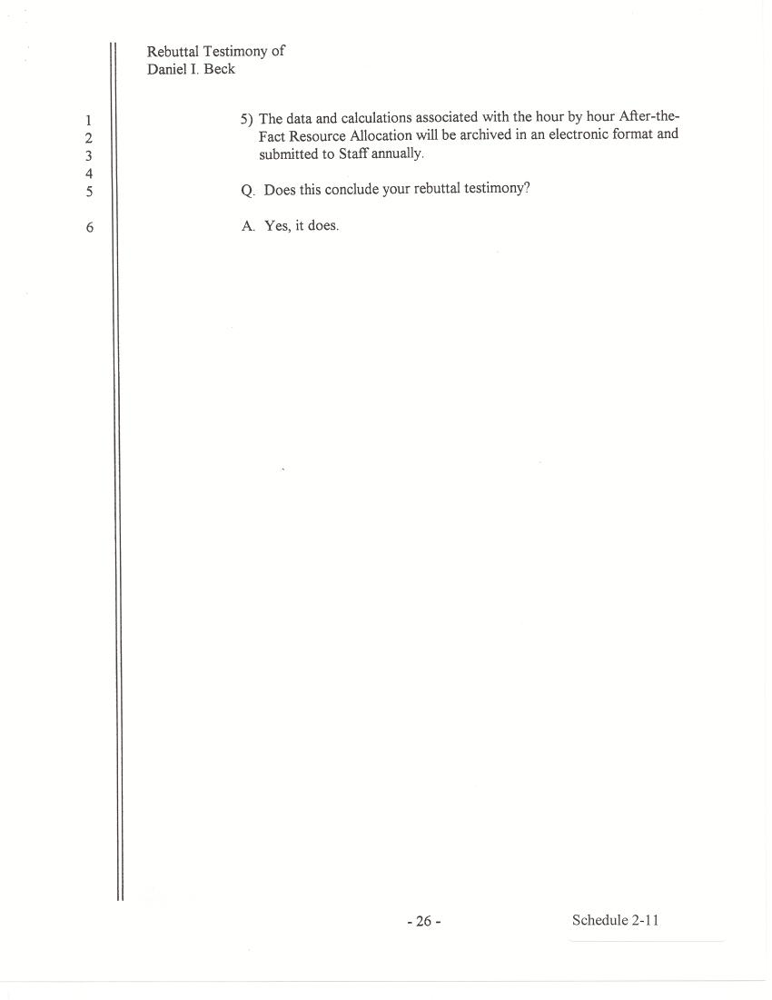 Rebuttal Testimony of
Daniel I. Beck
1 5) The data and calculations associated with the hour by hour After-the-
2 Fact Resource Allocation will be archived in an electronic format and
3 submitted to Staff annually.
4
5 Q. Does this conclude your rebuttal testimony?
6 A. Yes, it does.
- 26 -
Schedule 2-11